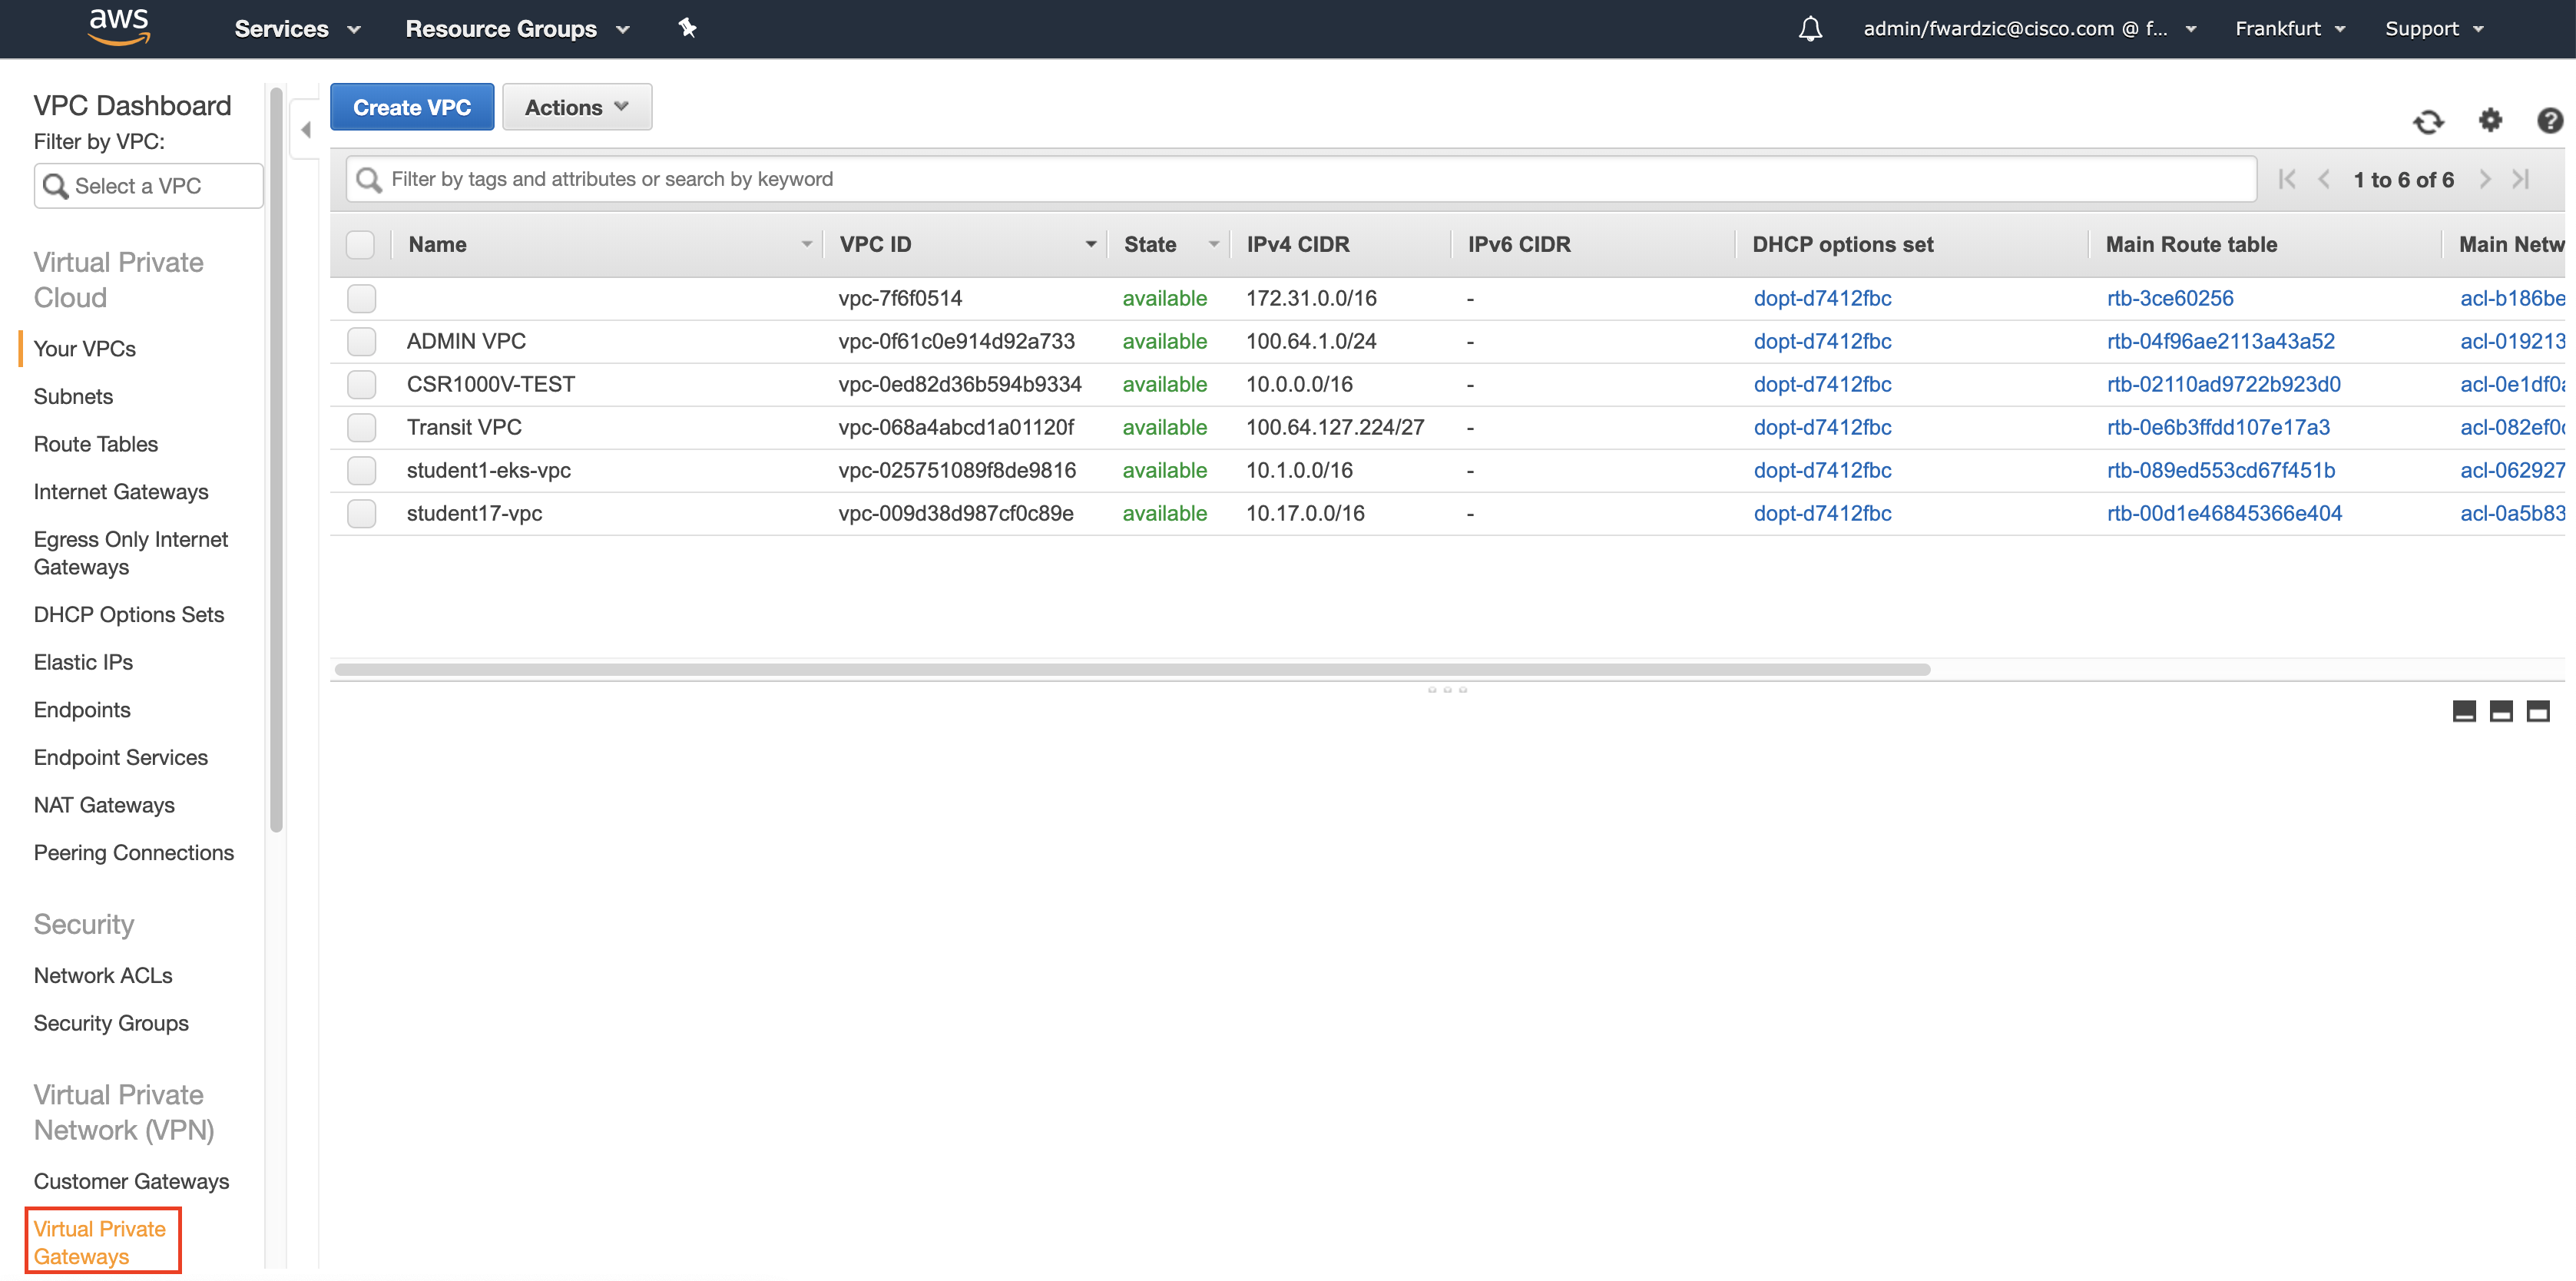 aws Services Resource Groups admin/fwardzic@cisco.com @ f... Frankfurt Support
VPC Dashboard
Filter by VPC:
Select a VPC
Virtual Private
Cloud
Your VPCs
Subnets
Route Tables
Internet Gateways
Egress Only Internet
Gateways
DHCP Options Sets
Elastic IPs
Endpoints
Endpoint Services
NAT Gateways
Peering Connections
Security
Network ACLs
Security Groups
Virtual Private
Network (VPN)
Customer Gateways
Virtual Private
Gateways
Create VPC Actions
Filter by tags and attributes or search by keyword 1 to 6 of 6
Name VPC ID State IPv4 CIDR IPv6 CIDR DHCP options set Main Route table Main Netw
vpc-7f6f0514 available 172.31.0.0/16 - dopt-d7412fbc rtb-3ce60256 acl-b186be
ADMIN VPC vpc-0f61c0e914d92a733 available 100.64.1.0/24 - dopt-d7412fbc rtb-04f96ae2113a43a52 acl-019213
CSR1000V-TEST vpc-0ed82d36b594b9334 available 10.0.0.0/16 - dopt-d7412fbc rtb-02110ad9722b923d0 acl-0e1df0a
Transit VPC vpc-068a4abcd1a01120f available 100.64.127.224/27 - dopt-d7412fbc rtb-0e6b3ffdd107e17a3 acl-082ef0c
student1-eks-vpc vpc-025751089f8de9816 available 10.1.0.0/16 - dopt-d7412fbc rtb-089ed553cd67f451b acl-062927
student17-vpc vpc-009d38d987cf0c89e available 10.17.0.0/16 - dopt-d7412fbc rtb-00d1e46845366e404 acl-0a5b83